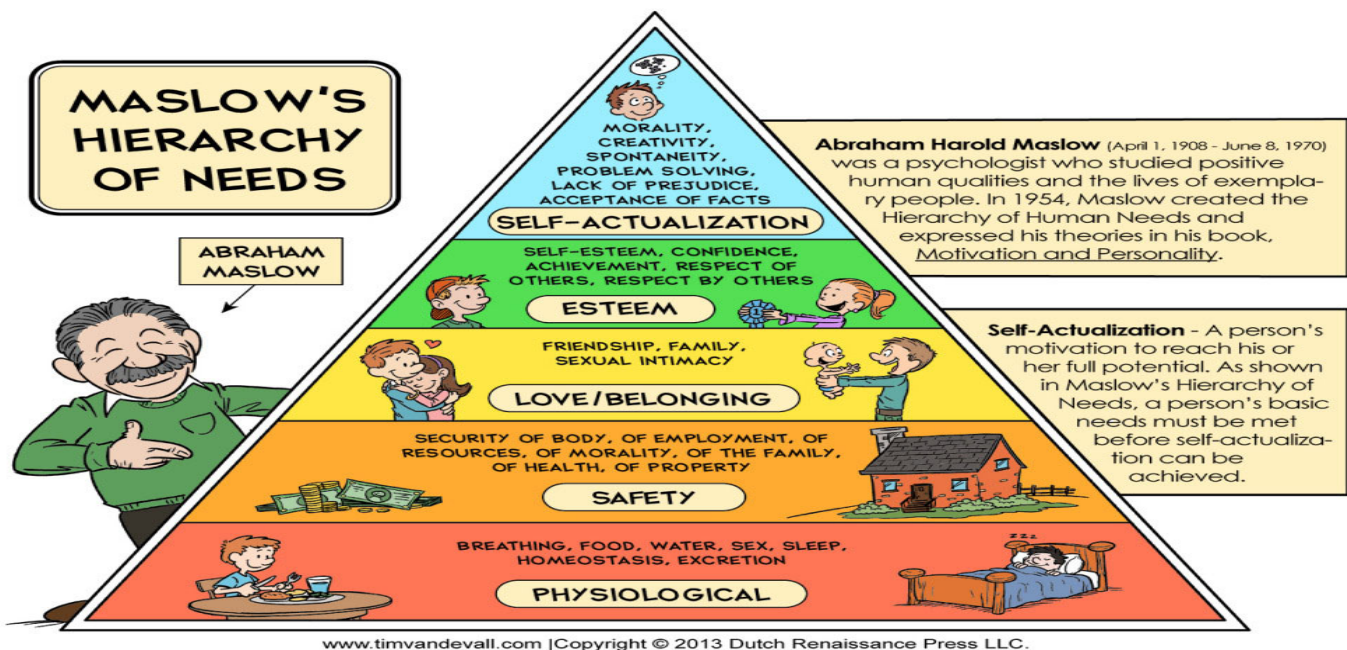 MASLOW'S
HIERARCHY
OF NEEDS
ABRAHAM
MASLOW
MORALITY,
CREATIVITY,
SPONTANEITY,
PROBLEM SOLVING,
LACK OF PREJUDICE,
ACCEPTANCE OF FACTS
SELF-ACTUALIZATION
SELF-ESTEEM, CONFIDENCE,
ACHIEVEMENT, RESPECT OF
OTHERS, RESPECT BY OTHERS
ESTEEM
1
FRIENDSHIP, FAMILY,
SEXUAL INTIMACY
LOVE/BELONGING
SECURITY OF BODY, OF EMPLOYMENT, OF
RESOURCES, OF MORALITY, OF THE FAMILY,
OF HEALTH, OF PROPERTY
SAFETY
BREATHING, FOOD, WATER, SEX, SLEEP,
HOMEOSTASIS, EXCRETION
PHYSIOLOGICAL
zzz
Abraham Harold Maslow (April 1, 1908 - June 8, 1970)
was a psychologist who studied positive
human qualities and the lives of exempla-
ry people. In 1954, Maslow created the
Hierarchy of Human Needs and
expressed his theories in his book,
Motivation and Personality.
Self-Actualization - A person's
motivation to reach his or
her full potential. As shown
in Maslow's Hierarchy of
Needs, a person's basic
needs must be met
before self-actualiza-
tion can be
achieved.
www.timvandevall.com |Copyright © 2013 Dutch Renaissance Press LLC.